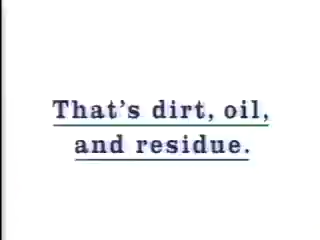 That's dirt, oil,
and residue.